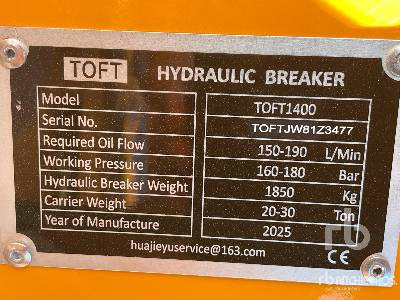 TOFT HYDRAULIC BREAKER
Model TOFT1400
Serial No. TOFTJW81Z3477
Required Oil Flow 150-190 L/Min
Working Pressure 160-180 Bar
Hydraulic Breaker Weight 1850 Kg
Carrier Weight 20-30 Ton
Year of Manufacture 2025
huajieyuservice@163.com CE